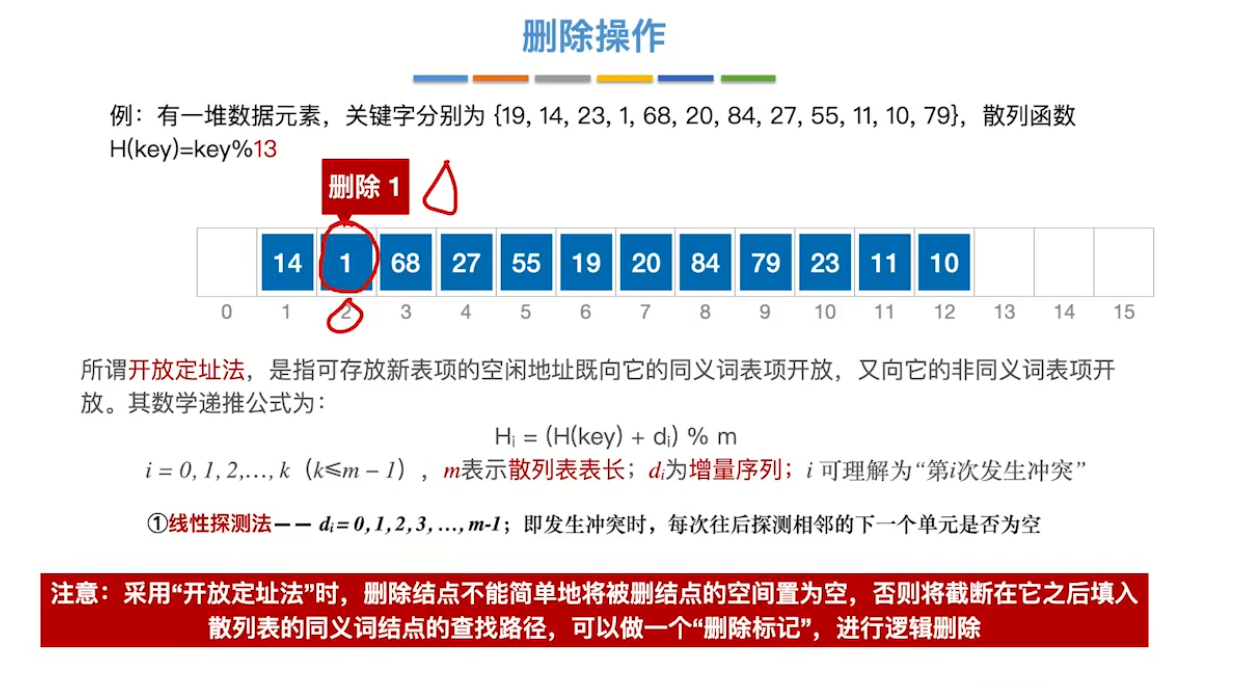 删除操作
例：有一堆数据元素，关键字分别为 {19, 14, 23, 1, 68, 20, 84, 27, 55, 11, 10, 79}，散列函数
H(key)=key%13
删除 1
14 1 68 27 55 19 20 84 79 23 11 10
0 1 2 3 4 5 6 7 8 9 10 11 12 13 14 15
所谓开放定址法，是指可存放新表项的空闲地址既向它的同义词表项开放，又向它的非同义词表项开
放。其数学递推公式为：
Hᵢ = (H(key) + dᵢ) % m
i = 0, 1, 2,…, k（k≤m − 1），m表示散列表表长；dᵢ为增量序列；i 可理解为“第i次发生冲突”
①线性探测法—— dᵢ = 0, 1, 2, 3, …, m-1；即发生冲突时，每次往后探测相邻的下一个单元是否为空
注意：采用“开放定址法”时，删除结点不能简单地将被删结点的空间置为空，否则将截断在它之后填入
散列表的同义词结点的查找路径，可以做一个“删除标记”，进行逻辑删除